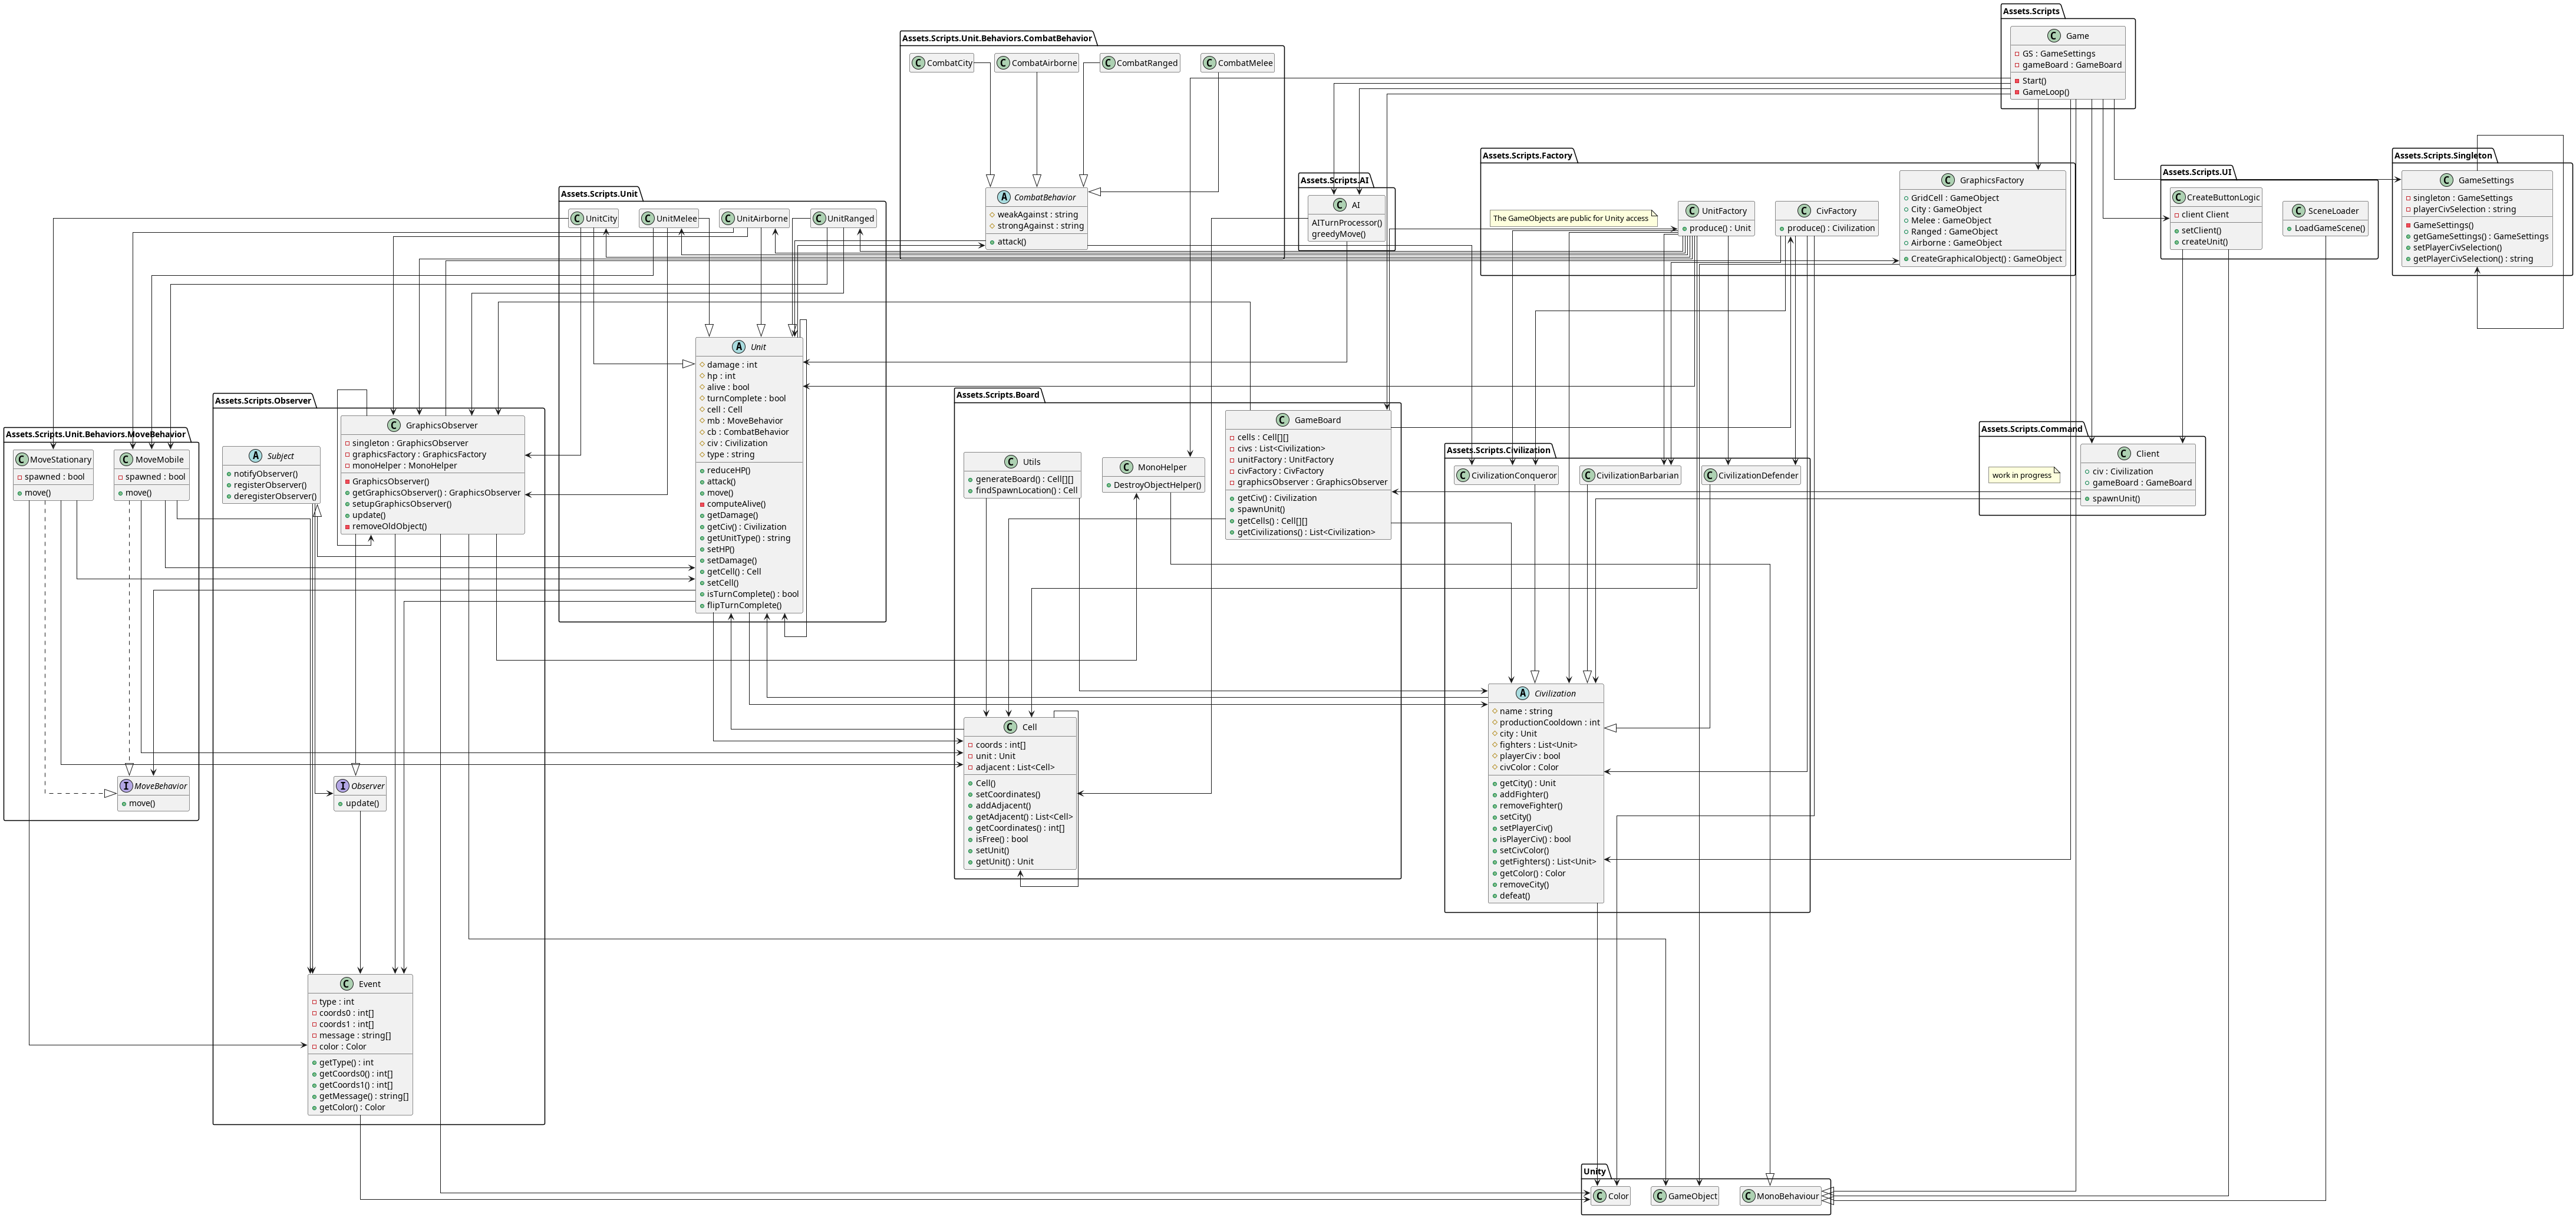 Assets.Scripts
Game
GS : GameSettings
gameBoard : GameBoard
Start()
GameLoop()
Assets.Scripts.Unit.Behaviors.CombatBehavior
CombatCity
CombatAirborne
CombatRanged
CombatMelee
CombatBehavior
weakAgainst : string
strongAgainst : string
attack()
Assets.Scripts.AI
AI
AITurnProcessor()
greedyMove()
Assets.Scripts.Factory
The GameObjects are public for Unity access
UnitFactory
produce() : Unit
CivFactory
produce() : Civilization
GraphicsFactory
GridCell : GameObject
City : GameObject
Melee : GameObject
Ranged : GameObject
Airborne : GameObject
CreateGraphicalObject() : GameObject
Assets.Scripts.UI
CreateButtonLogic
client Client
setClient()
createUnit()
SceneLoader
LoadGameScene()
Assets.Scripts.Singleton
GameSettings
singleton : GameSettings
playerCivSelection : string
GameSettings()
getGameSettings() : GameSettings
setPlayerCivSelection()
getPlayerCivSelection() : string
Assets.Scripts.Unit
UnitCity
UnitMelee
UnitAirborne
UnitRanged
Unit
damage : int
hp : int
alive : bool
turnComplete : bool
cell : Cell
mb : MoveBehavior
cb : CombatBehavior
civ : Civilization
type : string
reduceHP()
attack()
move()
computeAlive()
getDamage()
getCiv() : Civilization
getUnitType() : string
setHP()
setDamage()
getCell() : Cell
setCell()
isTurnComplete() : bool
flipTurnComplete()
Assets.Scripts.Unit.Behaviors.MoveBehavior
MoveStationary
spawned : bool
move()
MoveMobile
spawned : bool
move()
MoveBehavior
move()
Assets.Scripts.Observer
Subject
notifyObserver()
registerObserver()
deregisterObserver()
GraphicsObserver
singleton : GraphicsObserver
graphicsFactory : GraphicsFactory
monoHelper : MonoHelper
GraphicsObserver()
getGraphicsObserver() : GraphicsObserver
setupGraphicsObserver()
update()
removeOldObject()
Observer
update()
Event
type : int
coords0 : int[]
coords1 : int[]
message : string[]
color : Color
getType() : int
getCoords0() : int[]
getCoords1() : int[]
getMessage() : string[]
getColor() : Color
Assets.Scripts.Board
Utils
generateBoard() : Cell[][]
findSpawnLocation() : Cell
MonoHelper
DestroyObjectHelper()
GameBoard
cells : Cell[][]
civs : List<Civilization>
unitFactory : UnitFactory
civFactory : CivFactory
graphicsObserver : GraphicsObserver
getCiv() : Civilization
spawnUnit()
getCells() : Cell[][]
getCivilizations() : List<Civilization>
Cell
coords : int[]
unit : Unit
adjacent : List<Cell>
Cell()
setCoordinates()
addAdjacent()
getAdjacent() : List<Cell>
getCoordinates() : int[]
isFree() : bool
setUnit()
getUnit() : Unit
Assets.Scripts.Civilization
CivilizationConqueror
CivilizationBarbarian
CivilizationDefender
Civilization
name : string
productionCooldown : int
city : Unit
fighters : List<Unit>
playerCiv : bool
civColor : Color
getCity() : Unit
addFighter()
removeFighter()
setCity()
setPlayerCiv()
isPlayerCiv() : bool
setCivColor()
getFighters() : List<Unit>
getColor() : Color
removeCity()
defeat()
Assets.Scripts.Command
work in progress
Client
civ : Civilization
gameBoard : GameBoard
spawnUnit()
Unity
Color
GameObject
MonoBehaviour